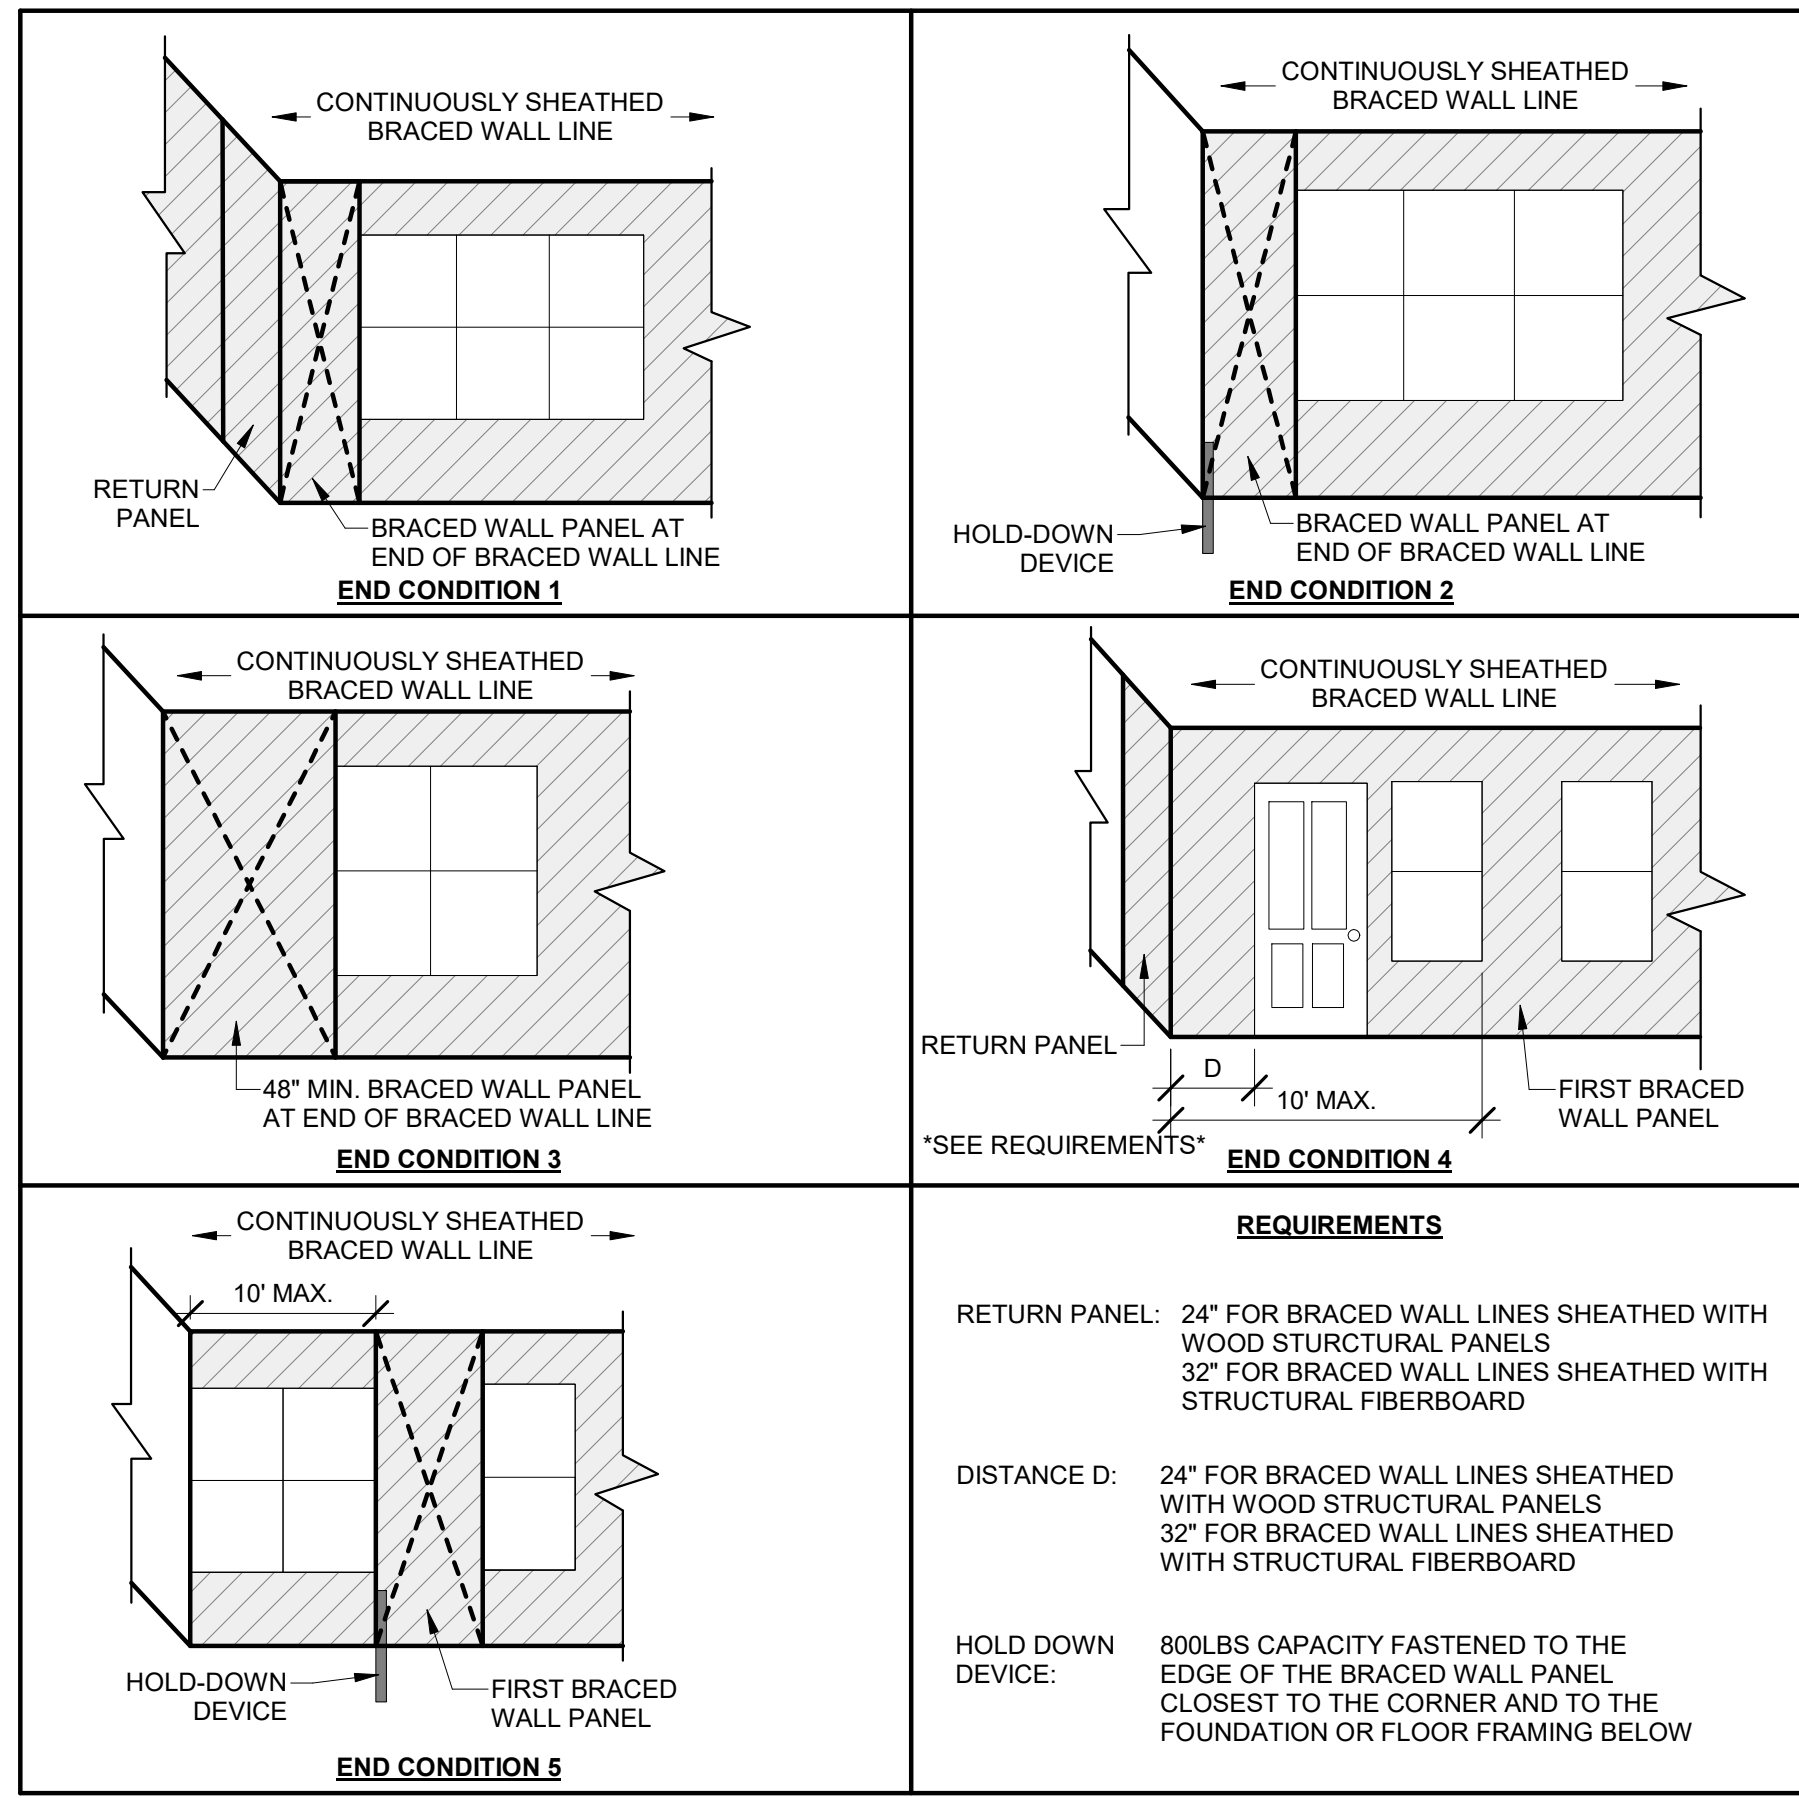 CONTINUOUSLY SHEATHED
BRACED WALL LINE
RETURN
PANEL
BRACED WALL PANEL AT
END OF BRACED WALL LINE
END CONDITION 1
CONTINUOUSLY SHEATHED
BRACED WALL LINE
HOLD-DOWN
DEVICE
BRACED WALL PANEL AT
END OF BRACED WALL LINE
END CONDITION 2
CONTINUOUSLY SHEATHED
BRACED WALL LINE
48" MIN. BRACED WALL PANEL
AT END OF BRACED WALL LINE
END CONDITION 3
CONTINUOUSLY SHEATHED
BRACED WALL LINE
RETURN PANEL
D
10' MAX.
FIRST BRACED
WALL PANEL
*SEE REQUIREMENTS*
END CONDITION 4
CONTINUOUSLY SHEATHED
BRACED WALL LINE
10' MAX.
HOLD-DOWN
DEVICE
FIRST BRACED
WALL PANEL
END CONDITION 5
REQUIREMENTS
RETURN PANEL: 24" FOR BRACED WALL LINES SHEATHED WITH
WOOD STURCTURAL PANELS
32" FOR BRACED WALL LINES SHEATHED WITH
STRUCTURAL FIBERBOARD
DISTANCE D: 24" FOR BRACED WALL LINES SHEATHED
WITH WOOD STRUCTURAL PANELS
32" FOR BRACED WALL LINES SHEATHED
WITH STRUCTURAL FIBERBOARD
HOLD DOWN 800LBS CAPACITY FASTENED TO THE
DEVICE: EDGE OF THE BRACED WALL PANEL
CLOSEST TO THE CORNER AND TO THE
FOUNDATION OR FLOOR FRAMING BELOW